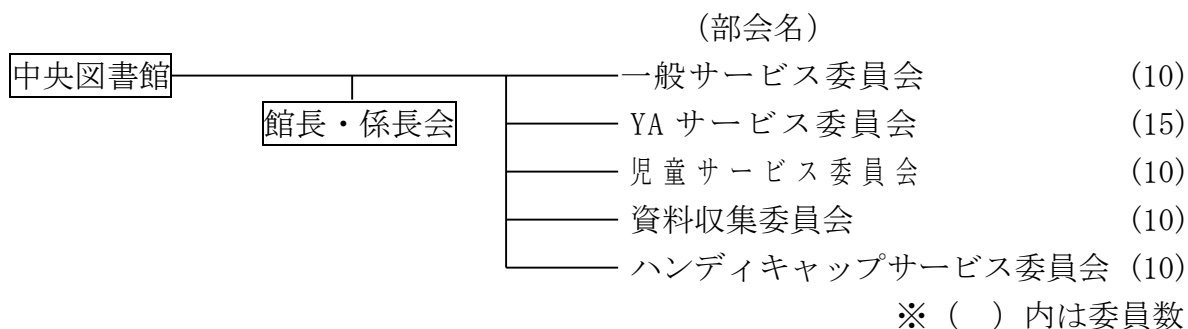 (部会名)
中央図書館 一般サービス委員会 (10)
館長・係長会 YA サービス委員会 (15)
児童サービス委員会 (10)
資料収集委員会 (10)
ハンディキャップサービス委員会 (10)
※( )内は委員数